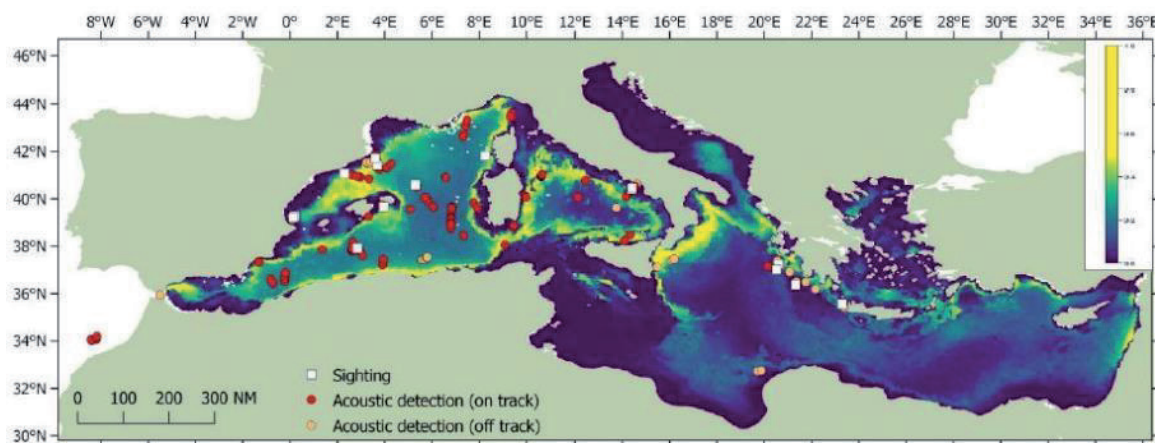 8°W 6°W 4°W 2°W 0° 2°E 4°E 6°E 8°E 10°E 12°E 14°E 16°E 18°E 20°E 22°E 24°E 26°E 28°E 30°E 32°E 34°E 36°E
46°N
44°N
42°N
40°N
38°N
36°N
34°N
32°N
30°N
0 100 200 300 NM
Sighting
Acoustic detection (on track)
Acoustic detection (off track)